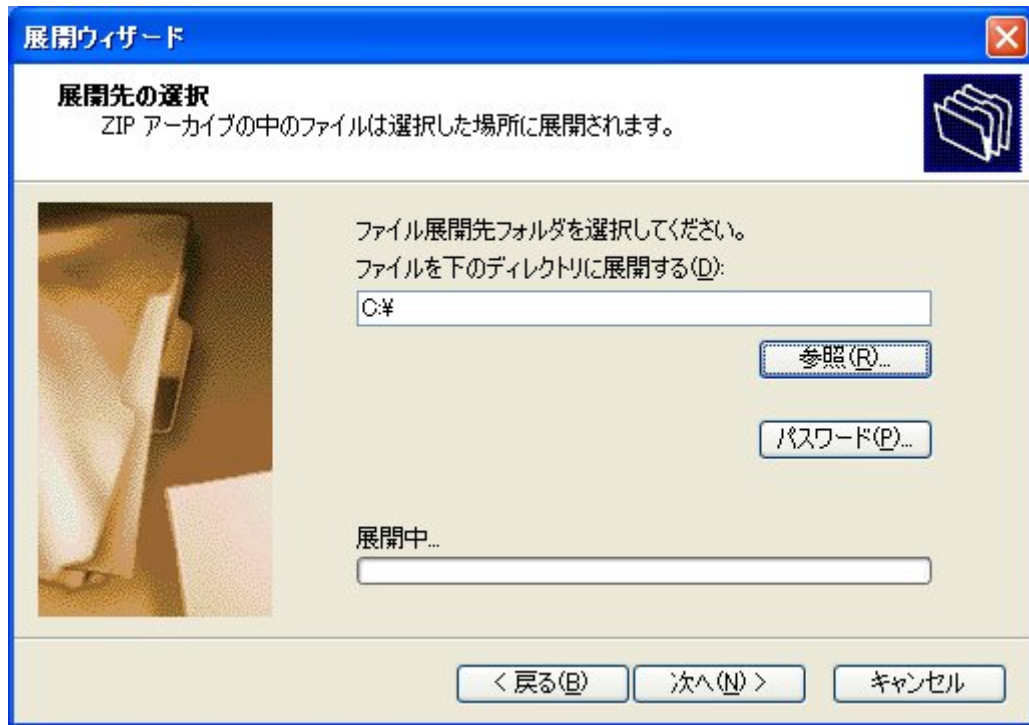 展開ウィザード
展開先の選択
ZIP アーカイブの中のファイルは選択した場所に展開されます。
ファイル展開先フォルダを選択してください。
ファイルを下のディレクトリに展開する(D):
C:¥
参照(R)...
パスワード(P)...
展開中...
< 戻る(B)
次へ(N) >
キャンセル